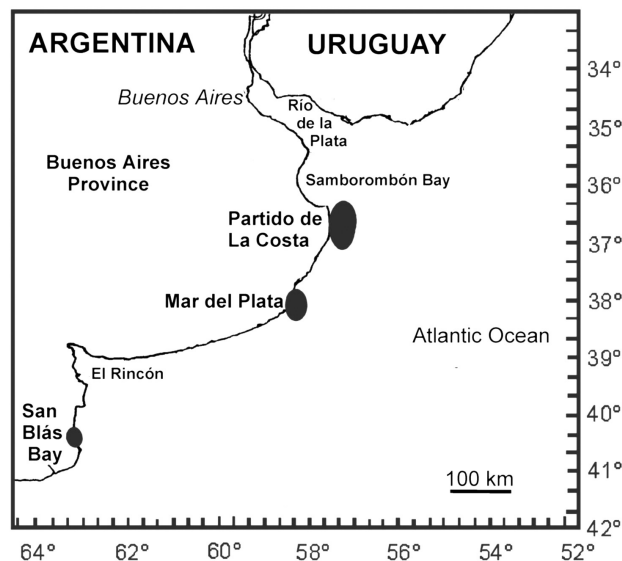 ARGENTINA
URUGUAY
Buenos Aires
Río
de la
Plata
Buenos Aires
Province
Samborombón Bay
Partido de
La Costa
Mar del Plata
Atlantic Ocean
El Rincón
San
Blás
Bay
100 km
34°
35°
36°
37°
38°
39°
40°
41°
42°
64°
62°
60°
58°
56°
54°
52°